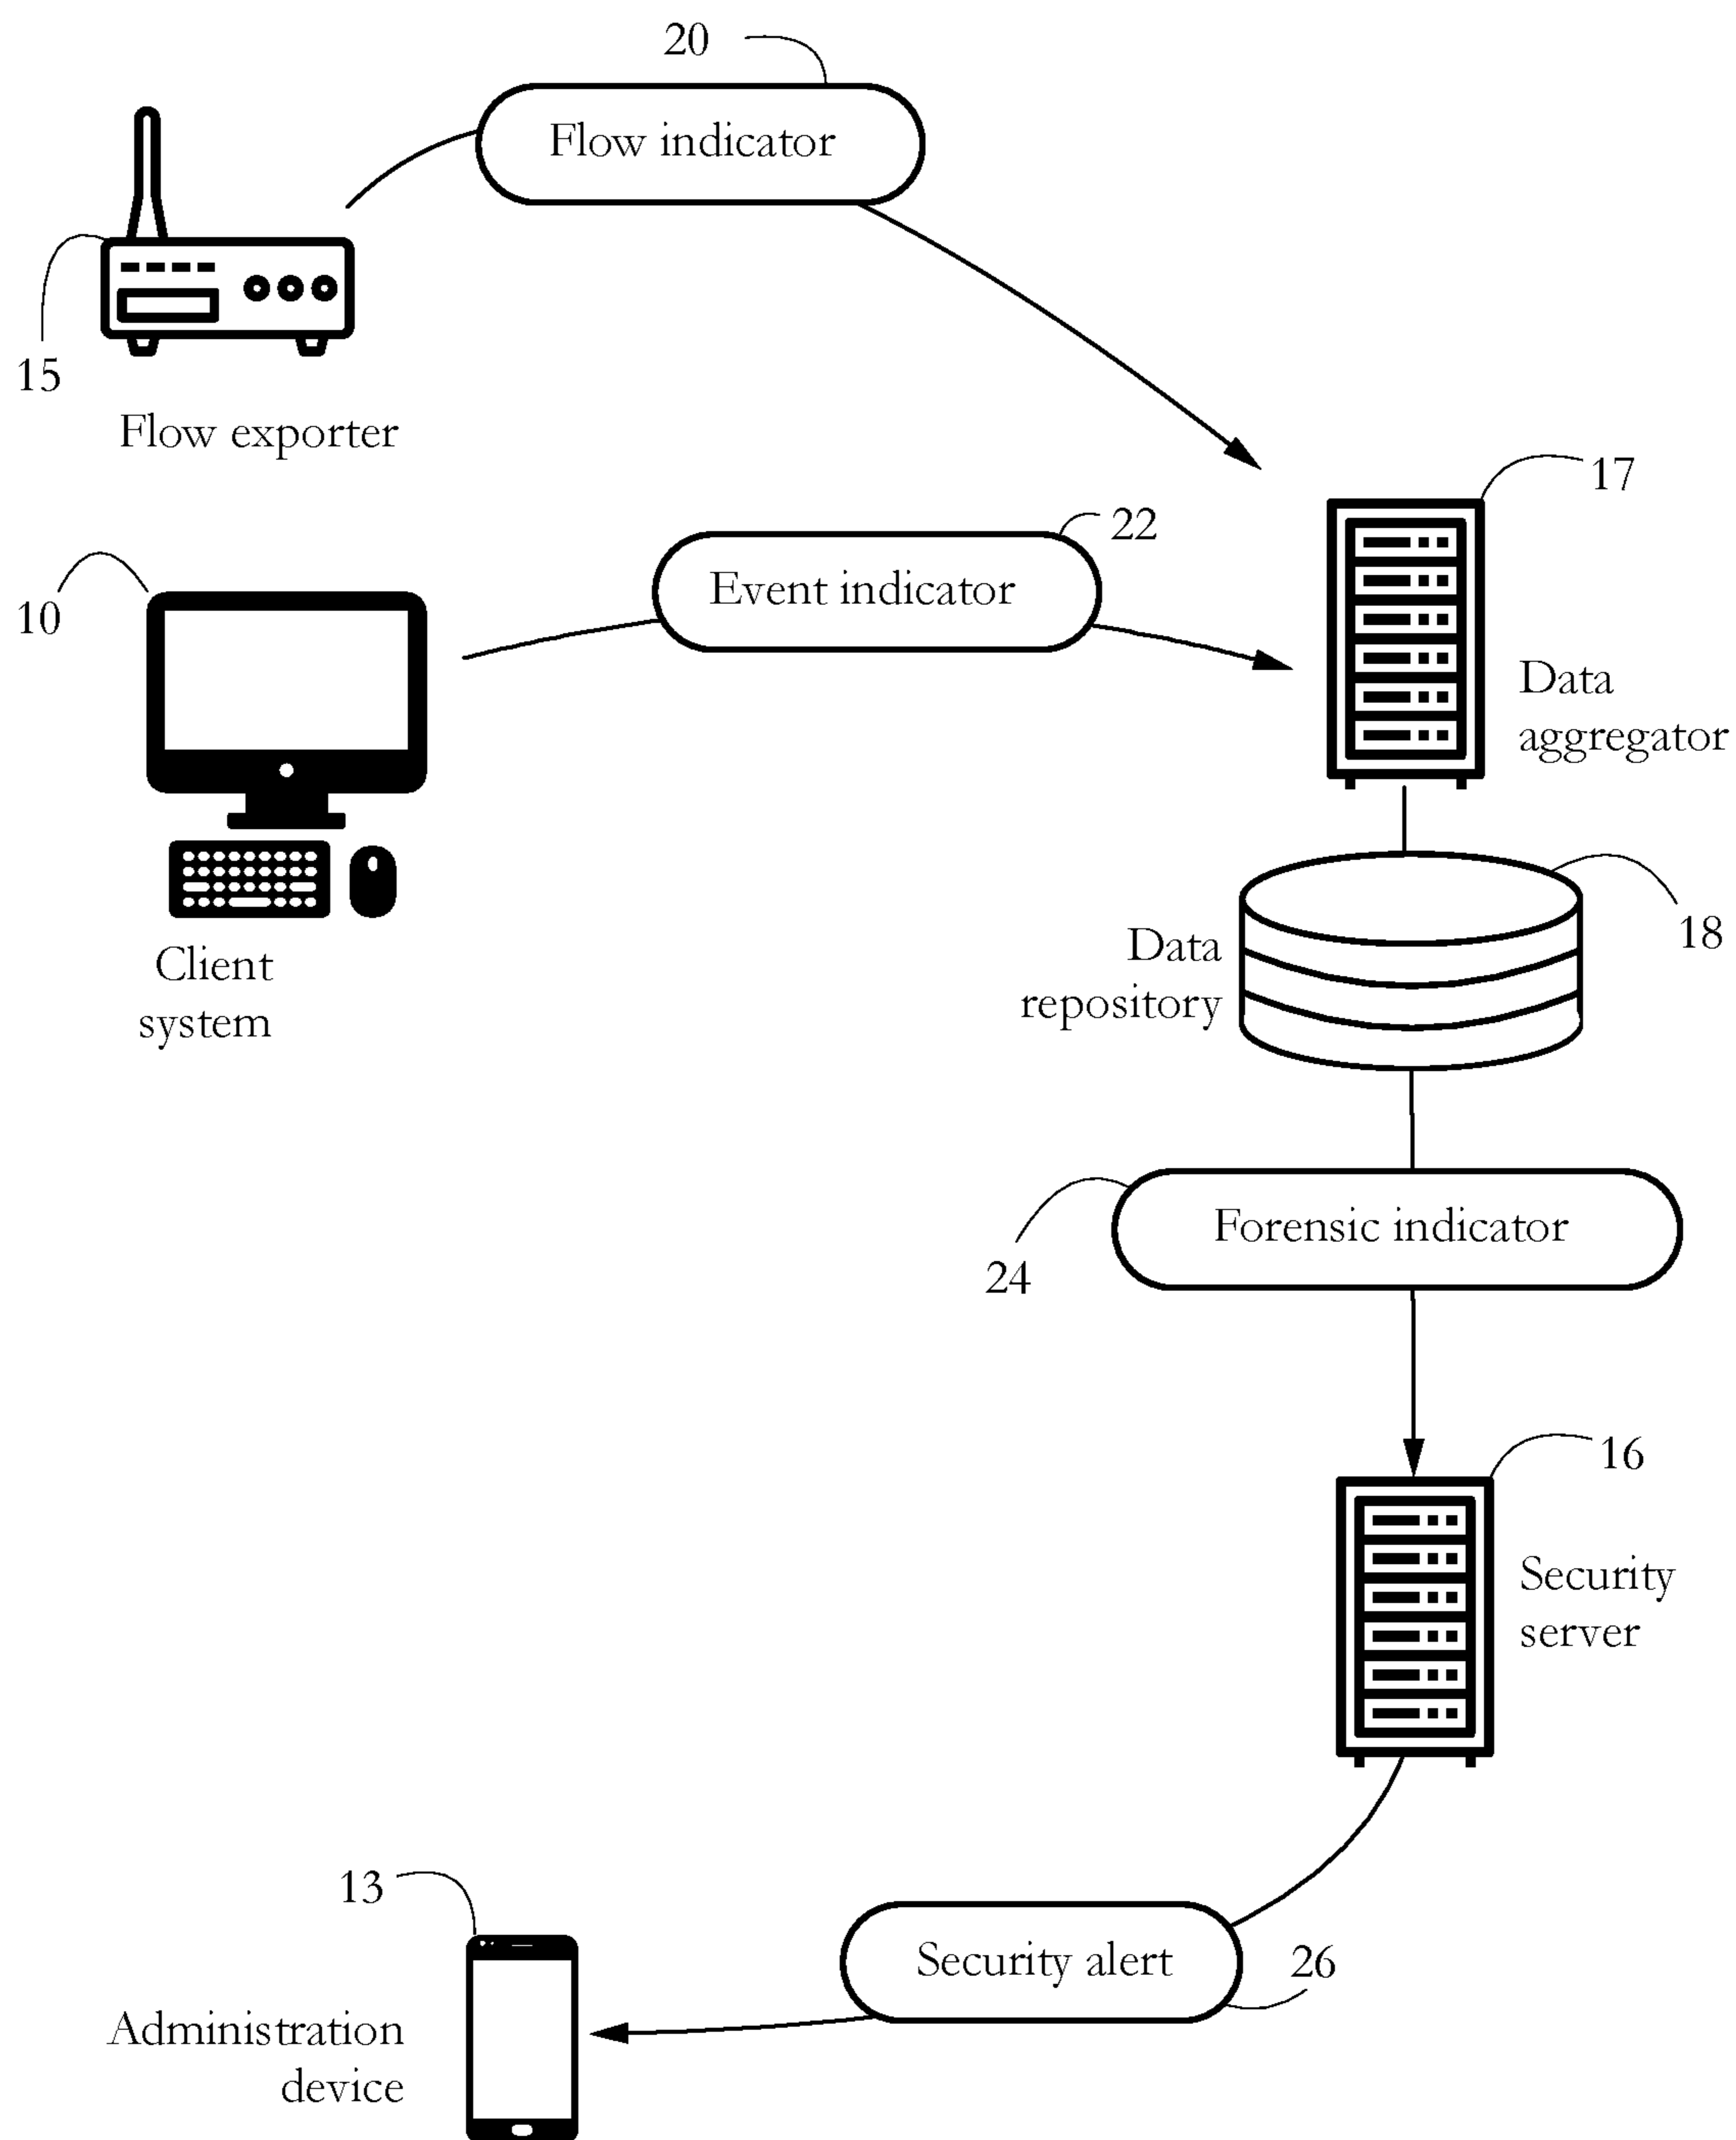 20
Flow indicator
15
Flow exporter
17
22
Event indicator
10
Data
aggregator
Client
system
18
Data
repository
Forensic indicator
24
16
Security
server
13
Security alert
26
Administration
device